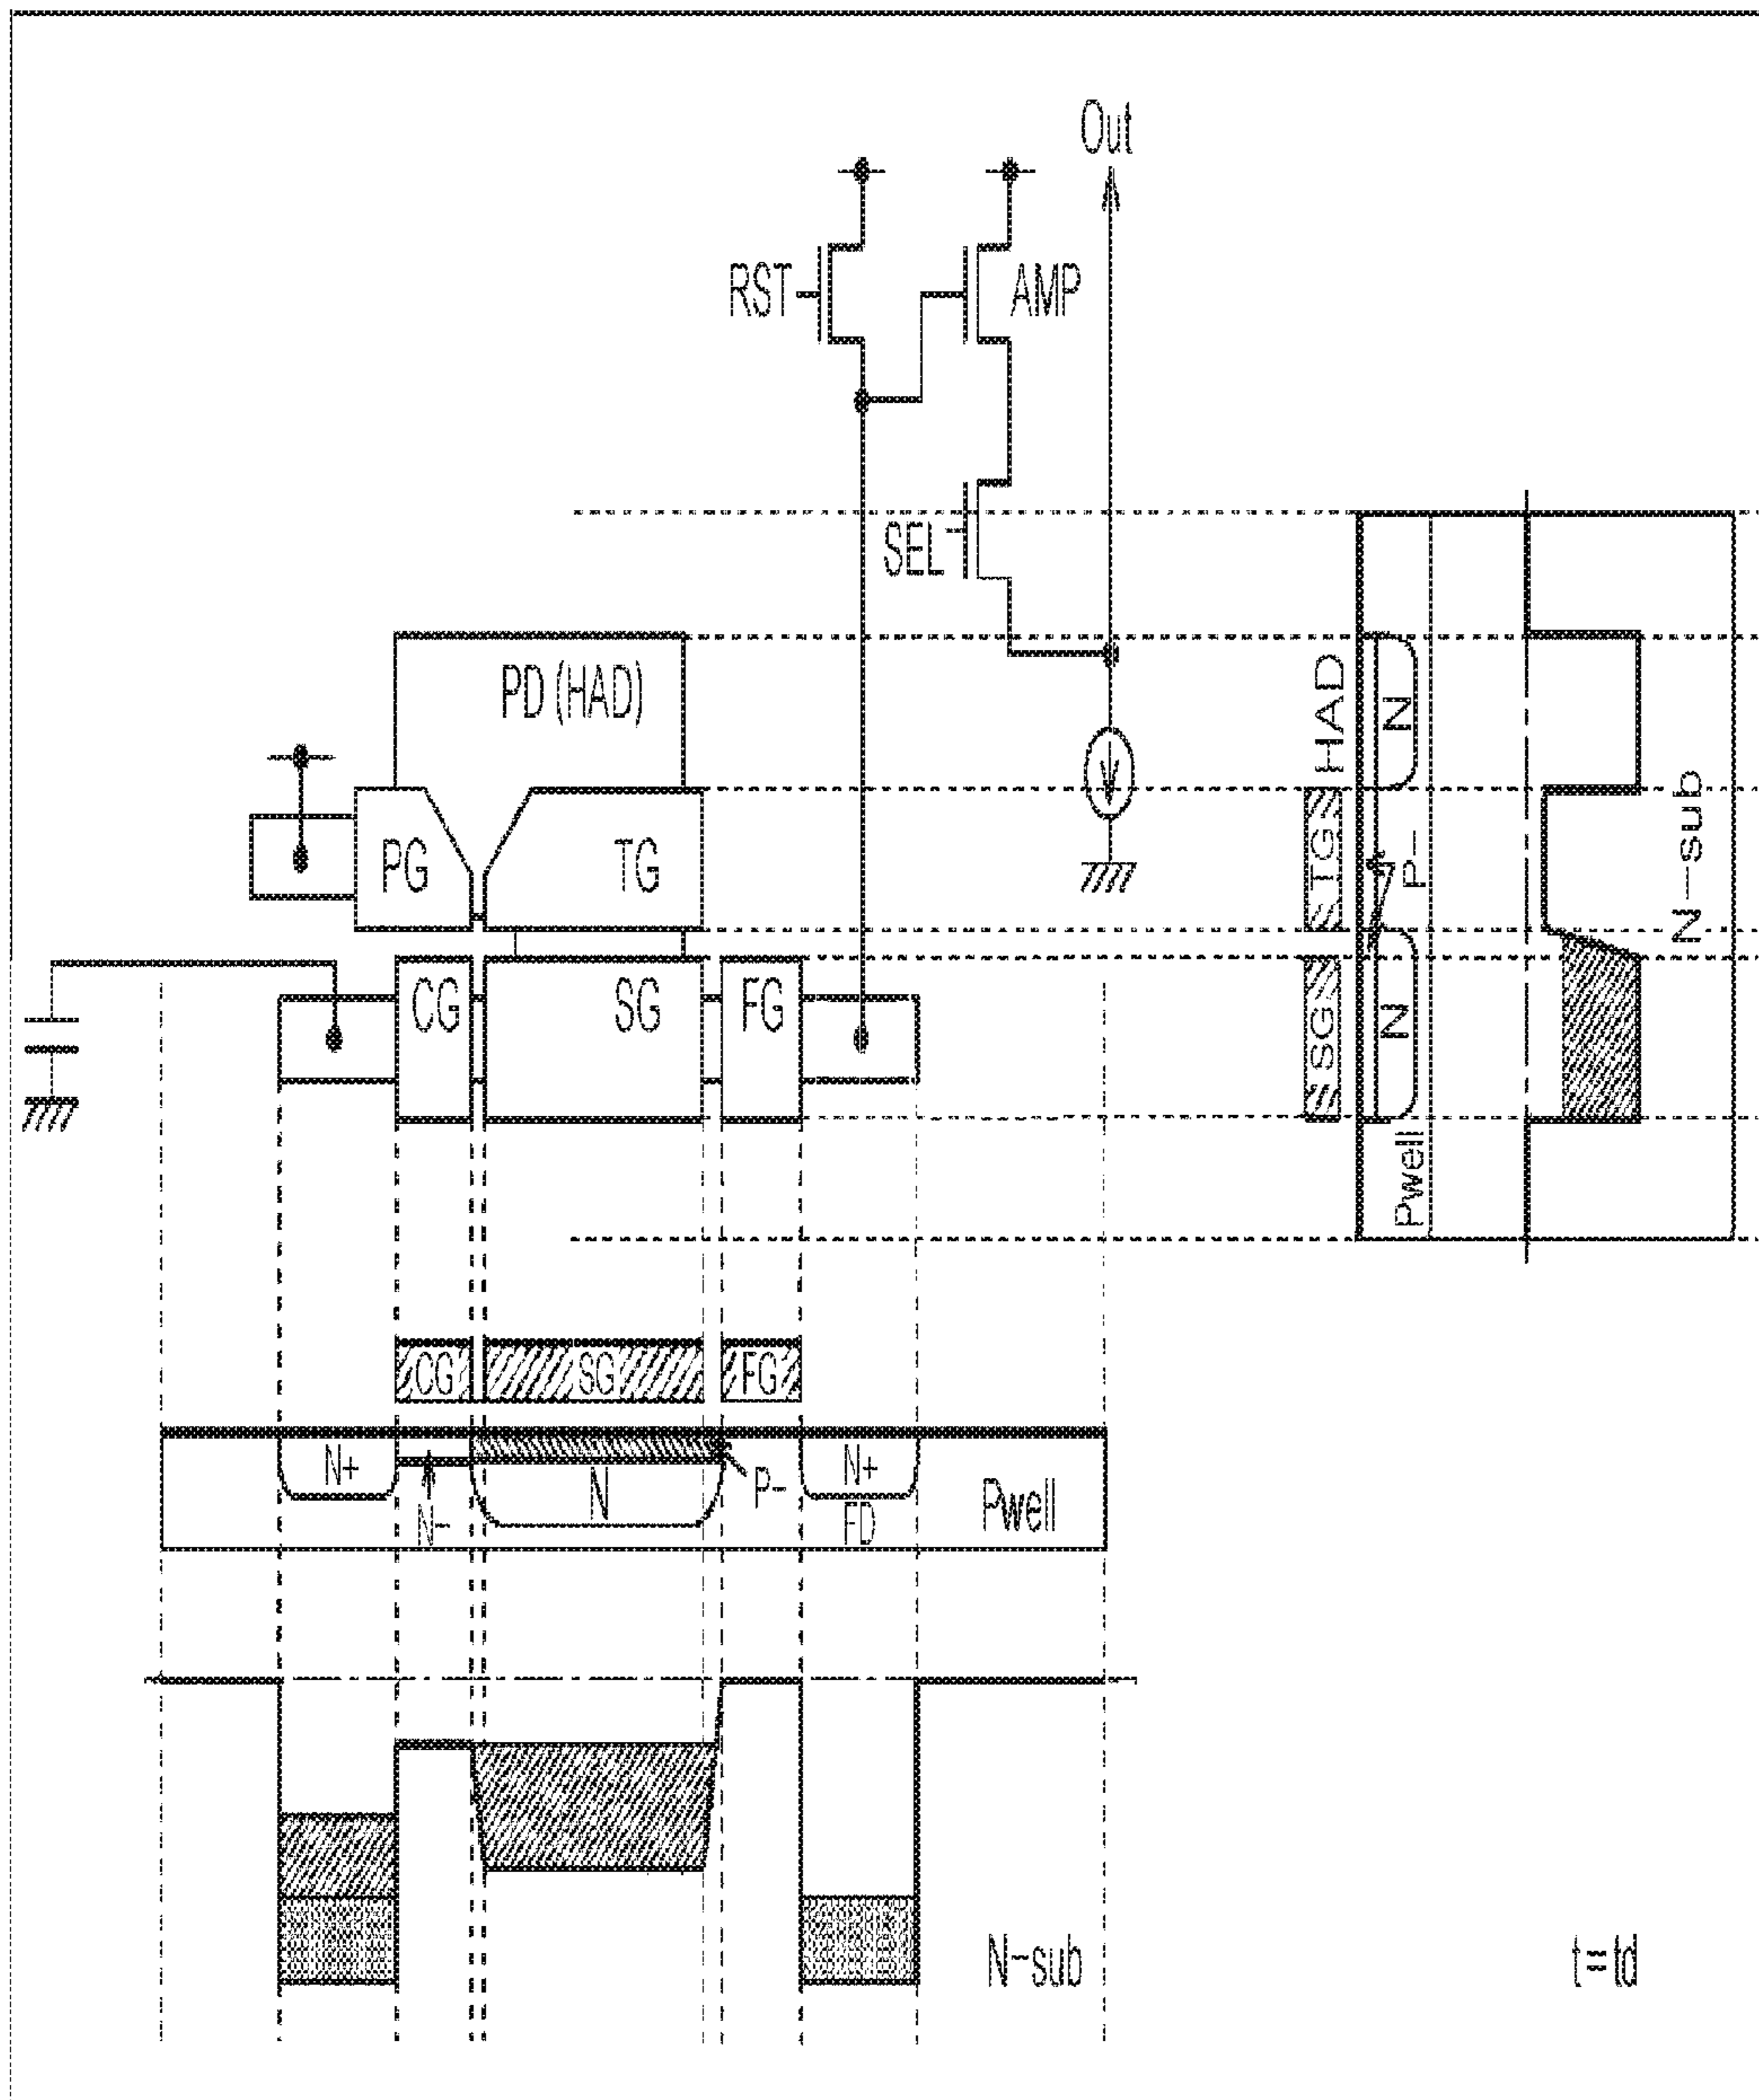 Out
RST
AMP
SEL
PD (HAD)
PG
TG
CG
SG
FG
HAD
TG
SG
N
N
P-
Pwell
N-sub
CG
SG
FG
N+
N-
N
P-
N+
FD
Pwell
N-sub
t=td